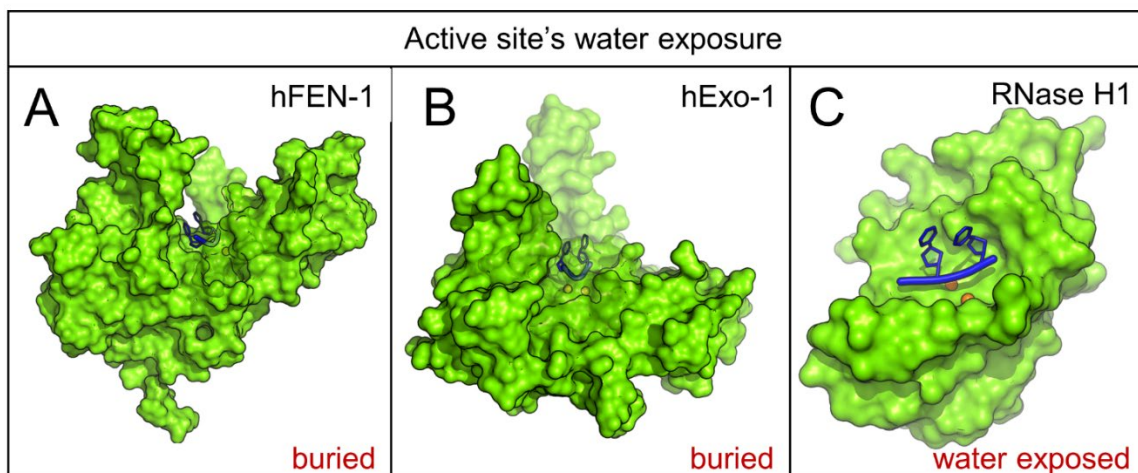 Active site's water exposure
A
hFEN-1
buried
B
hExo-1
buried
C
RNase H1
water exposed